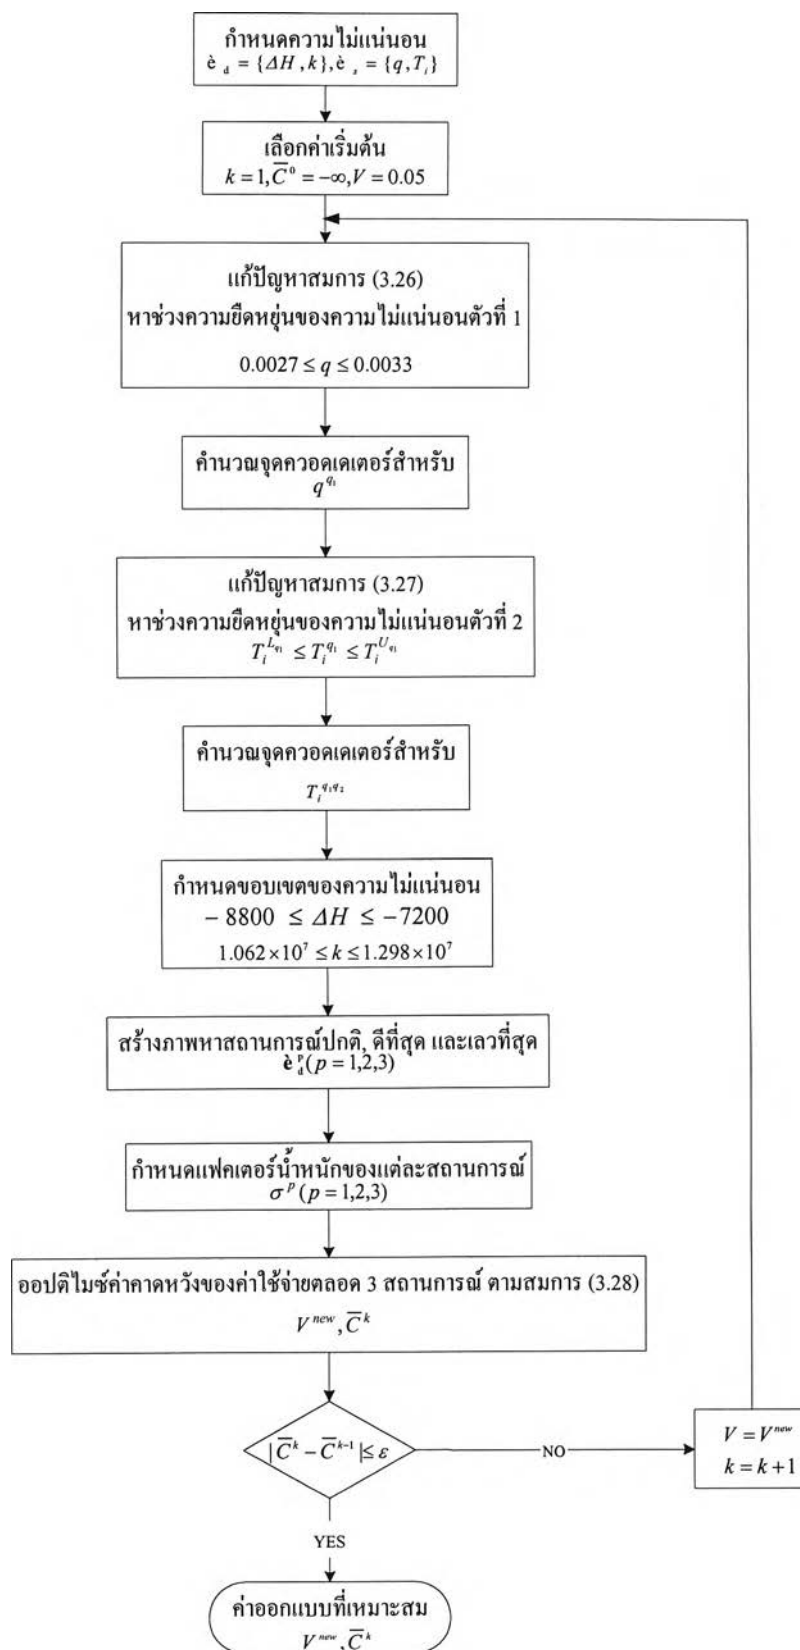 กำหนดความไม่แน่นอน
è d = {ΔH, k}, è s = {q, T_i}
เลือกค่าเริ่มต้น
k = 1, C̄^0 = −∞, V = 0.05
แก้ปัญหาสมการ (3.26)
หาช่วงความยืดหยุ่นของความไม่แน่นอนตัวที่ 1
0.0027 ≤ q ≤ 0.0033
คำนวณจุดควอดเดเตอร์สำหรับ
q^{q_1}
แก้ปัญหาสมการ (3.27)
หาช่วงความยืดหยุ่นของความไม่แน่นอนตัวที่ 2
T_i^{L_{q1}} ≤ T_i^{q_1} ≤ T_i^{U_{q1}}
คำนวณจุดควอดเดเตอร์สำหรับ
T_i^{q_1 q_2}
กำหนดขอบเขตของความไม่แน่นอน
− 8800 ≤ ΔH ≤ −7200
1.062×10^7 ≤ k ≤ 1.298×10^7
สร้างภาพหาสถานการณ์ปกติ, ดีที่สุด และเลวที่สุด
è_d^p (p = 1,2,3)
กำหนดแฟคเตอร์น้ำหนักของแต่ละสถานการณ์
σ^p (p = 1,2,3)
ออปติไมซ์ค่าคาดหวังของค่าใช้จ่ายตลอด 3 สถานการณ์ ตามสมการ (3.28)
V^{new}, C̄^k
| C̄^k − C̄^{k−1} | ≤ ε
NO
V = V^{new}
k = k + 1
YES
ค่าออกแบบที่เหมาะสม
V^{new}, C̄^k